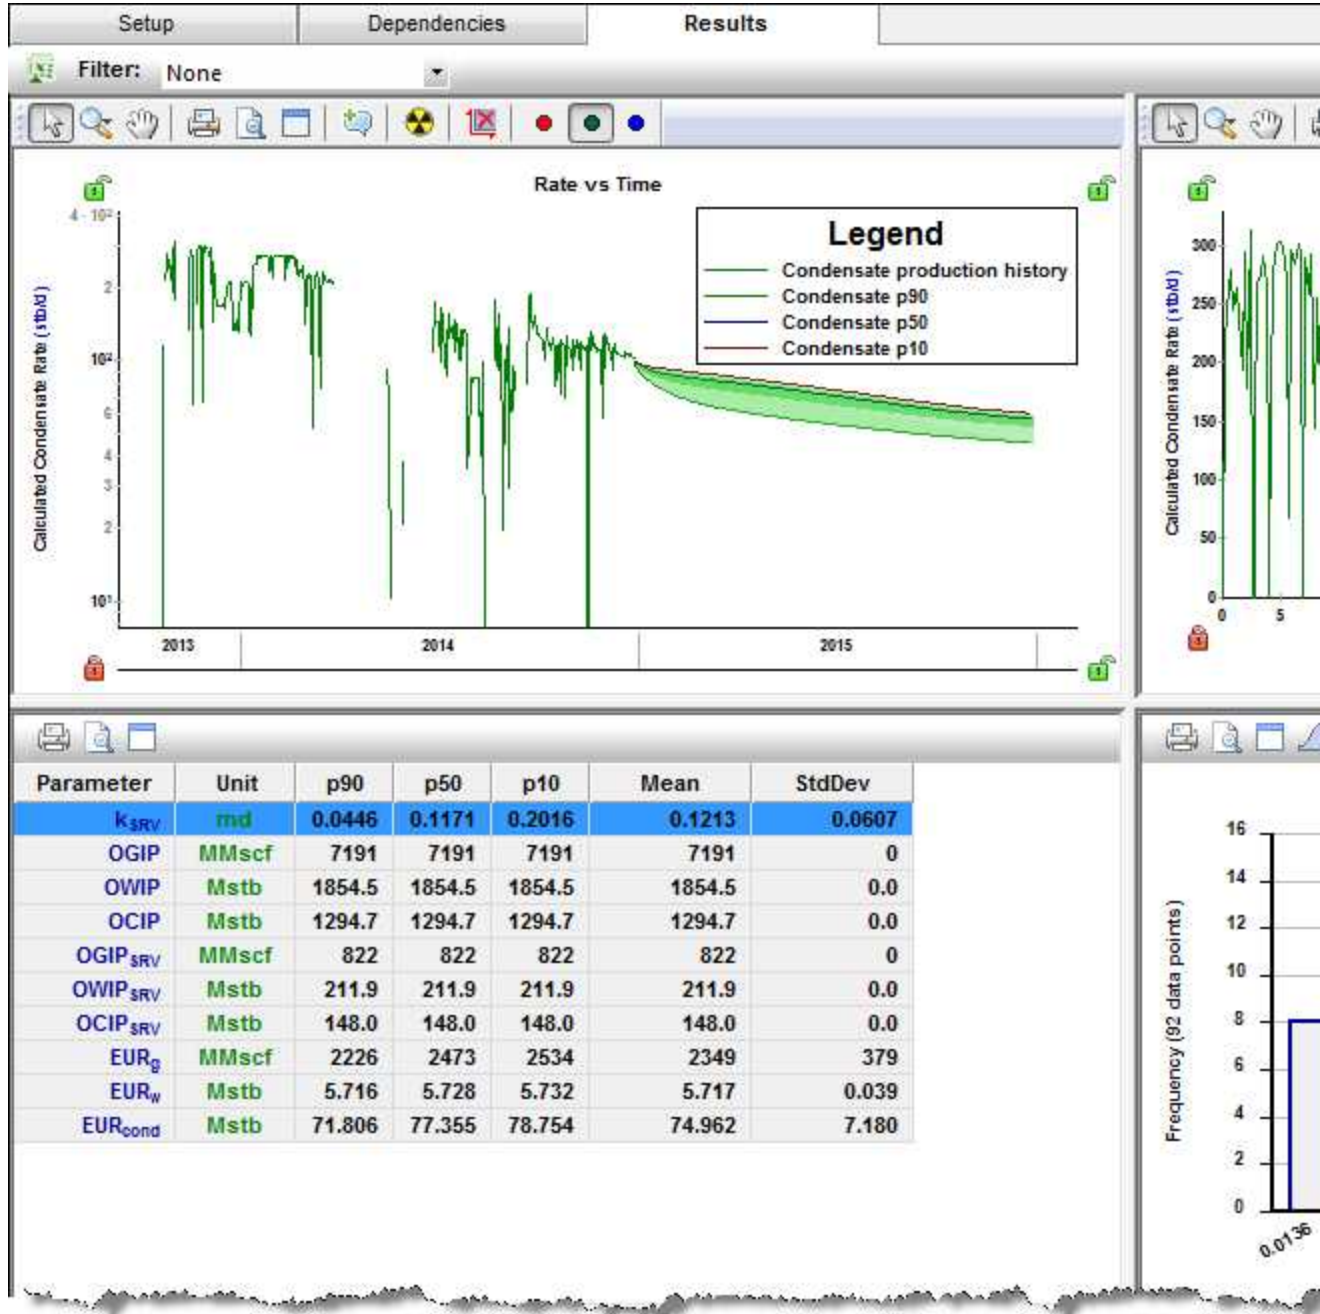 Setup Dependencies Results
Filter: None
Rate vs Time
Legend
Condensate production history
Condensate p90
Condensate p50
Condensate p10
Calculated Condensate Rate (stb/d)
4 · 10²
2
10²
6
4
3
2
10¹
2013 2014 2015
Calculated Condensate Rate (stb/d)
300
250
200
150
100
50
0
0 5
Parameter Unit p90 p50 p10 Mean StdDev
kSRV md 0.0446 0.1171 0.2016 0.1213 0.0607
OGIP MMscf 7191 7191 7191 7191 0
OWIP Mstb 1854.5 1854.5 1854.5 1854.5 0.0
OCIP Mstb 1294.7 1294.7 1294.7 1294.7 0.0
OGIPSRV MMscf 822 822 822 822 0
OWIPSRV Mstb 211.9 211.9 211.9 211.9 0.0
OCIPSRV Mstb 148.0 148.0 148.0 148.0 0.0
EURg MMscf 2226 2473 2534 2349 379
EURw Mstb 5.716 5.728 5.732 5.717 0.039
EURcond Mstb 71.806 77.355 78.754 74.962 7.180
Frequency (92 data points)
16
14
12
10
8
6
4
2
0
0.0136